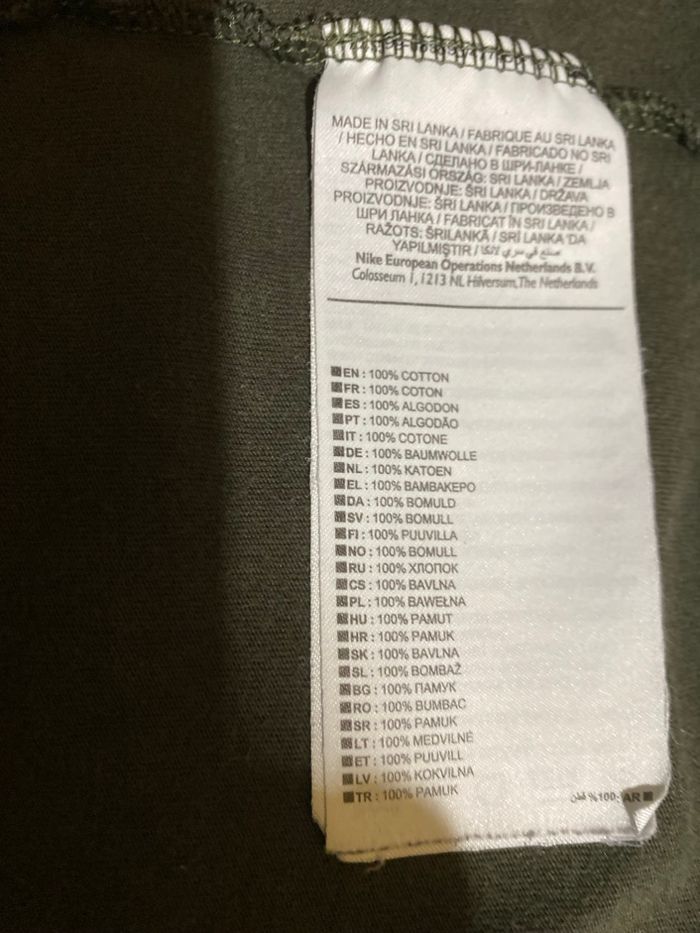 MADE IN SRI LANKA / FABRIQUE AU SRI LANKA
/ HECHO EN SRI LANKA / FABRICADO NO SRI
LANKA / СДЕЛАНО В ШРИ-ЛАНКЕ /
SZÁRMAZÁSI ORSZÁG: SRI LANKA / ZEMLJA
PROIZVODNJE: ŠRI LANKA / DRŽAVA
PROIZVODNJE: ŠRI LANKA / ПРОИЗВЕДЕНО В
ШРИ ЛАНКА / FABRICAT ÎN SRI LANKA /
RAŽOTS: ŠRILANKĀ / SRİ LANKA 'DA
YAPILMIŞTIR / صنع في سري لانكا
Nike European Operations Netherlands B.V.
Colosseum 1, 1213 NL Hilversum, The Netherlands
EN : 100% COTTON
FR : 100% COTON
ES : 100% ALGODON
PT : 100% ALGODÃO
IT : 100% COTONE
DE : 100% BAUMWOLLE
NL : 100% KATOEN
EL : 100% BAMBAKEPO
DA : 100% BOMULD
SV : 100% BOMULL
FI : 100% PUUVILLA
NO : 100% BOMULL
RU : 100% ХЛОПОК
CS : 100% BAVLNA
PL : 100% BAWEŁNA
HU : 100% PAMUT
HR : 100% PAMUK
SK : 100% BAVLNA
SL : 100% BOMBAŽ
BG : 100% ПАМУК
RO : 100% BUMBAC
SR : 100% PAMUK
LT : 100% MEDVILNĖ
ET : 100% PUUVILL
LV : 100% KOKVILNA
TR : 100% PAMUK
AR :100% قطن